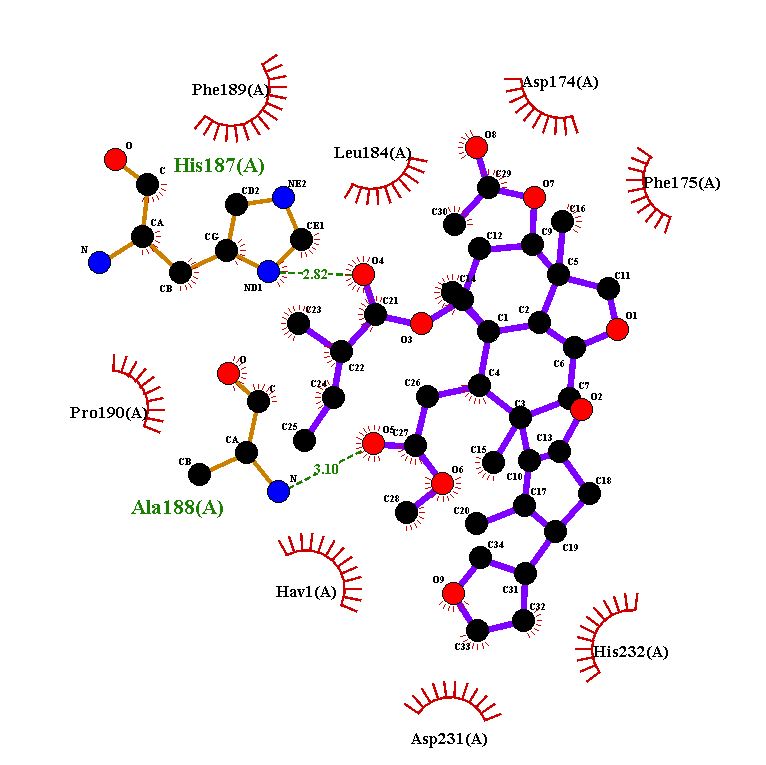 Asp174(A)
Phe189(A)
O8
O
Leu184(A)
His187(A)
C
C29
Phe175(A)
CD2
NE2
O7
C30
C16
CA
CE1
C12
C9
CG
N
C5
CB
ND1
2.82
O4
C11
C14
C23
C21
C2
O1
O3
C1
C6
C22
O
C4
C7
C24
C26
C
O2
C3
Pro190(A)
C25
O5
C27
C13
CA
C15
C10
CB
3.10
O6
N
C28
C17
C18
Ala188(A)
C20
C34
C19
O9
C31
Hav1(A)
C32
C33
His232(A)
Asp231(A)